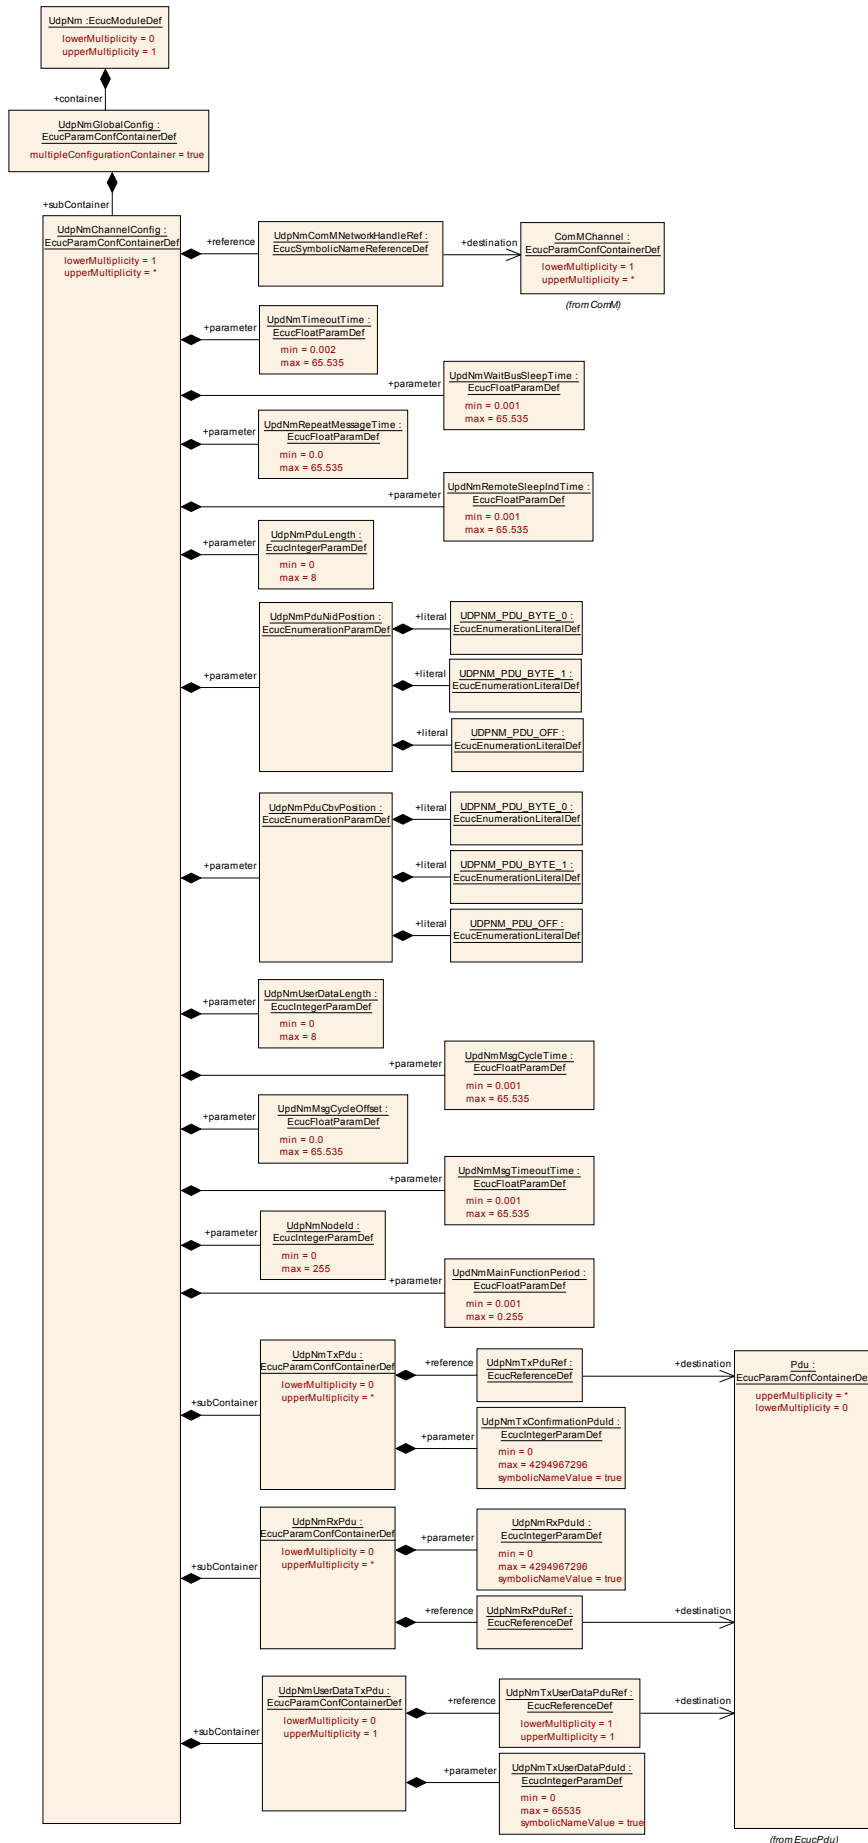 UdpNm :EcucModuleDef
lowerMultiplicity = 0
upperMultiplicity = 1
+container
UdpNmGlobalConfig :
EcucParamConfContainerDef
multipleConfigurationContainer = true
+subContainer
UdpNmChannelConfig :
EcucParamConfContainerDef
lowerMultiplicity = 1
upperMultiplicity = *
+reference
UdpNmComMNetworkHandleRef :
EcucSymbolicNameReferenceDef
+destination
ComMChannel :
EcucParamConfContainerDef
lowerMultiplicity = 1
upperMultiplicity = *
(from ComM)
+parameter
UpdNmTimeoutTime :
EcucFloatParamDef
min = 0.002
max = 65.535
+parameter
UpdNmWaitBusSleepTime :
EcucFloatParamDef
min = 0.001
max = 65.535
+parameter
UpdNmRepeatMessageTime :
EcucFloatParamDef
min = 0.0
max = 65.535
+parameter
UpdNmRemoteSleepIndTime :
EcucFloatParamDef
min = 0.001
max = 65.535
+parameter
UdpNmPduLength :
EcucIntegerParamDef
min = 0
max = 8
+parameter
UdpNmPduNidPosition :
EcucEnumerationParamDef
+literal
UDPNM_PDU_BYTE_0 :
EcucEnumerationLiteralDef
+literal
UDPNM_PDU_BYTE_1 :
EcucEnumerationLiteralDef
+literal
UDPNM_PDU_OFF :
EcucEnumerationLiteralDef
+parameter
UdpNmPduCbvPosition :
EcucEnumerationParamDef
+literal
UDPNM_PDU_BYTE_0 :
EcucEnumerationLiteralDef
+literal
UDPNM_PDU_BYTE_1 :
EcucEnumerationLiteralDef
+literal
UDPNM_PDU_OFF :
EcucEnumerationLiteralDef
+parameter
UdpNmUserDataLength :
EcucIntegerParamDef
min = 0
max = 8
+parameter
UpdNmMsgCycleTime :
EcucFloatParamDef
min = 0.001
max = 65.535
+parameter
UpdNmMsgCycleOffset :
EcucFloatParamDef
min = 0.0
max = 65.535
+parameter
UpdNmMsgTimeoutTime :
EcucFloatParamDef
min = 0.001
max = 65.535
+parameter
UdpNmNodeId :
EcucIntegerParamDef
min = 0
max = 255
+parameter
UpdNmMainFunctionPeriod :
EcucFloatParamDef
min = 0.001
max = 0.255
+subContainer
UdpNmTxPdu :
EcucParamConfContainerDef
lowerMultiplicity = 0
upperMultiplicity = *
+reference
UdpNmTxPduRef :
EcucReferenceDef
+destination
Pdu :
EcucParamConfContainerDef
upperMultiplicity = *
lowerMultiplicity = 0
+parameter
UdpNmTxConfirmationPduId :
EcucIntegerParamDef
min = 0
max = 4294967296
symbolicNameValue = true
+subContainer
UdpNmRxPdu :
EcucParamConfContainerDef
lowerMultiplicity = 0
upperMultiplicity = *
+parameter
UdpNmRxPduId :
EcucIntegerParamDef
min = 0
max = 4294967296
symbolicNameValue = true
+reference
UdpNmRxPduRef :
EcucReferenceDef
+destination
+subContainer
UdpNmUserDataTxPdu :
EcucParamConfContainerDef
lowerMultiplicity = 0
upperMultiplicity = 1
+reference
UdpNmTxUserDataPduRef :
EcucReferenceDef
lowerMultiplicity = 1
upperMultiplicity = 1
+destination
+parameter
UdpNmTxUserDataPduId :
EcucIntegerParamDef
min = 0
max = 65535
symbolicNameValue = true
(from EcucPdu)